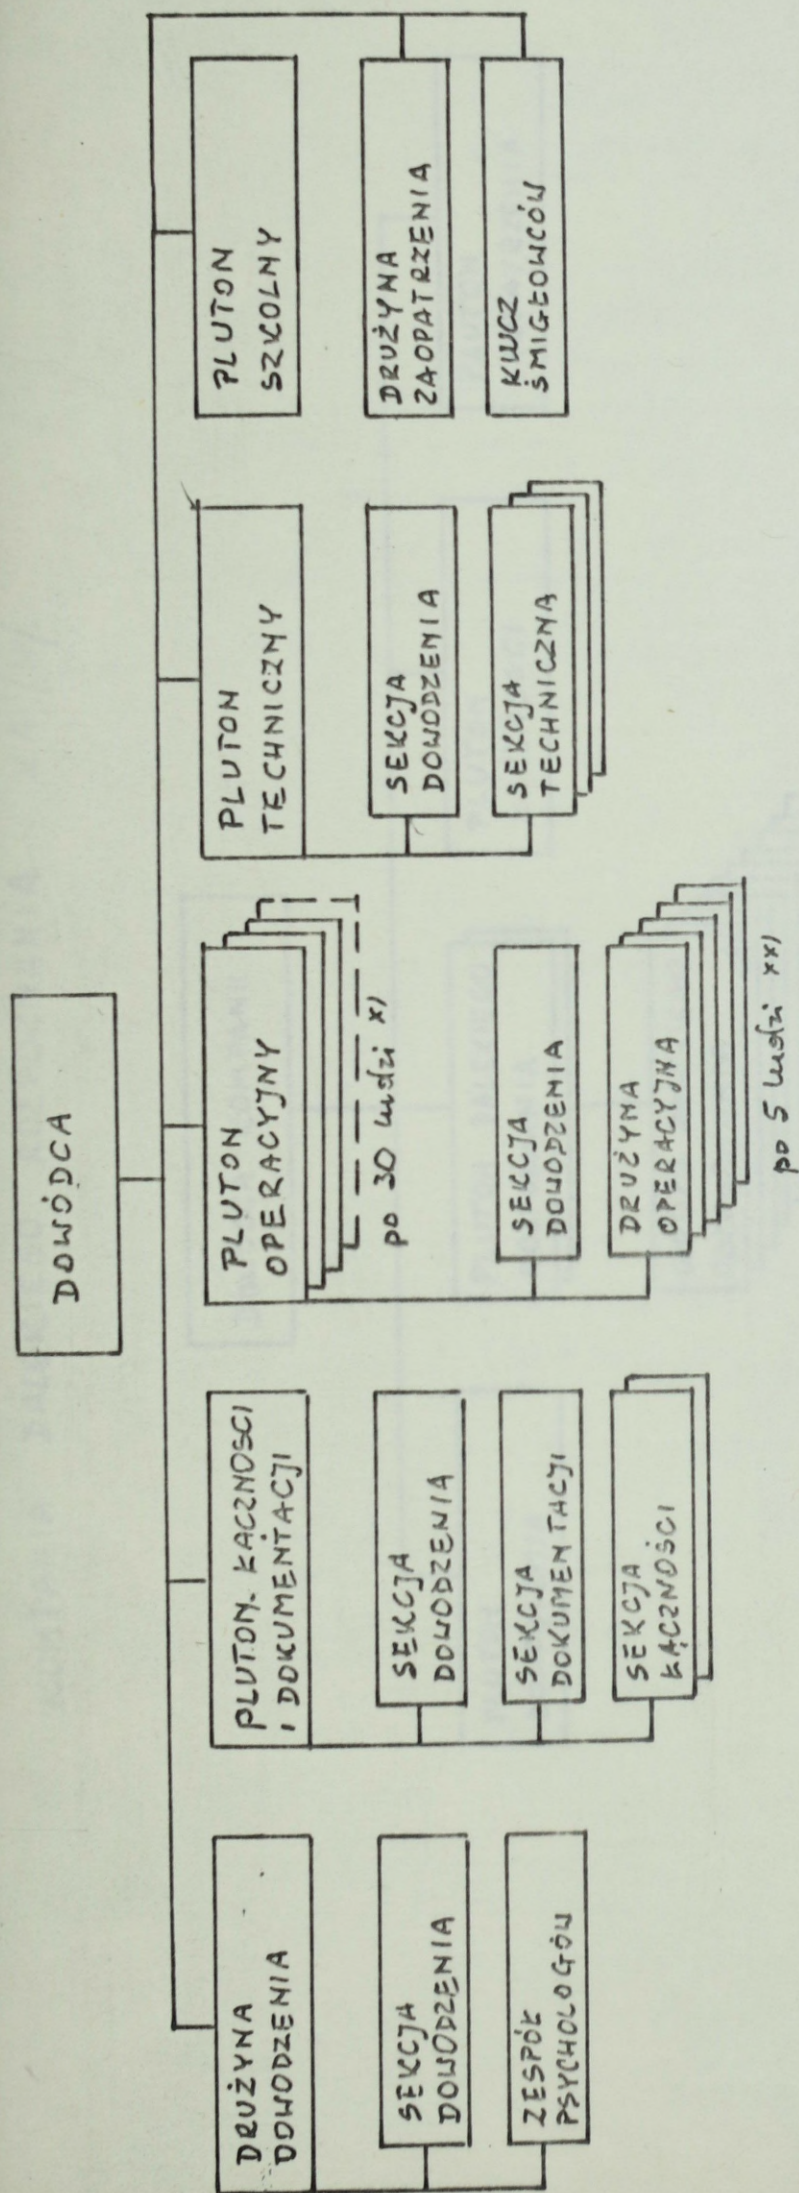 DOWÓDCA
DRUŻYNA
DOWODZENIA
SEKCJA
DOWODZENIA
ZESPÓŁ
PSYCHOLOGÓW
PLUTON. ŁĄCZNOŚCI
I DOKUMENTACJI
SEKCJA
DOWODZENIA
SEKCJA
DOKUMENTACJI
SEKCJA
ŁĄCZNOŚCI
PLUTON
OPERACYJNY
po 30 ludzi x/
SEKCJA
DOWODZENIA
DRUŻYNA
OPERACYJNA
po 5 ludzi xx/
PLUTON
TECHNICZNY
SEKCJA
DOWODZENIA
SEKCJA
TECHNICZNA
PLUTON
SZKOLNY
DRUŻYNA
ZAOPATRZENIA
KLUCZ
ŚMIGŁOWCÓW